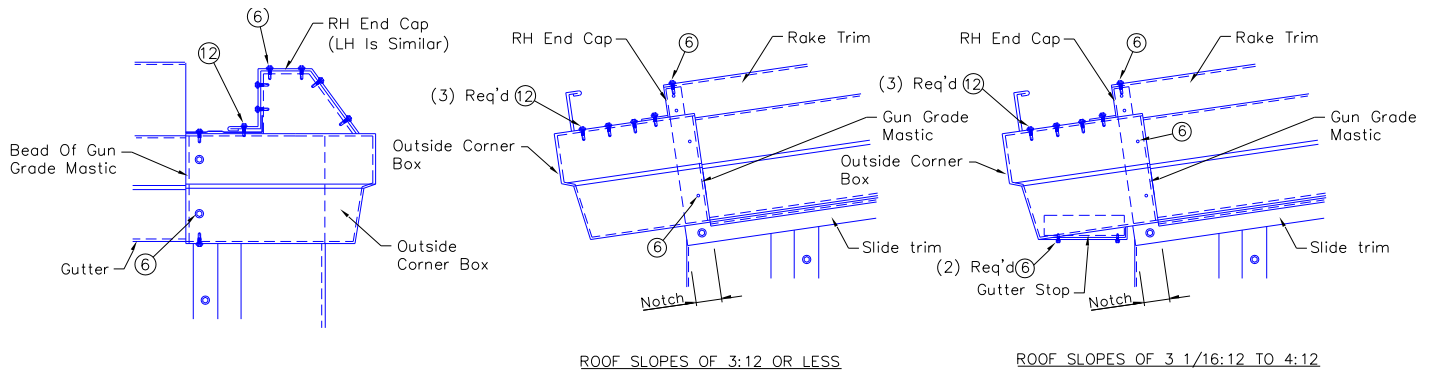 6
RH End Cap
(LH Is Similar)
12
Bead Of Gun
Grade Mastic
Gutter
6
Outside
Corner Box
RH End Cap
6
Rake Trim
(3) Req'd 12
Gun Grade
Mastic
Outside Corner
Box
6
Slide trim
Notch
ROOF SLOPES OF 3:12 OR LESS
RH End Cap
6
Rake Trim
(3) Req'd 12
6
Gun Grade
Mastic
Outside Corner
Box
Slide trim
(2) Req'd 6
Gutter Stop
Notch
ROOF SLOPES OF 3 1/16:12 TO 4:12